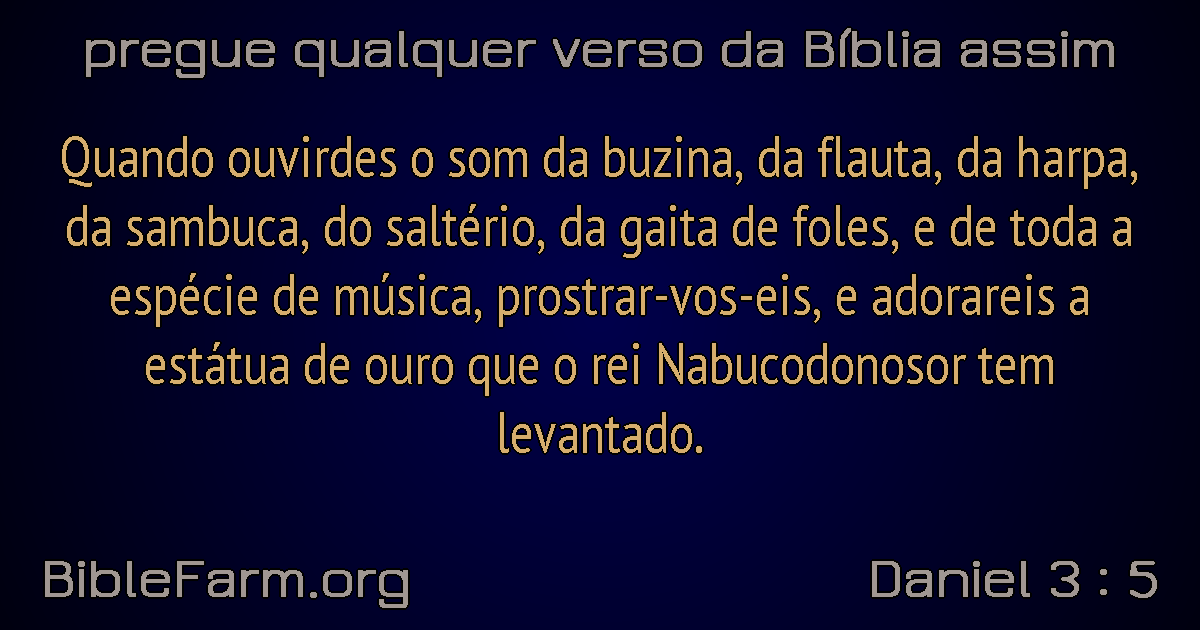 pregue qualquer verso da Bíblia assim
Quando ouvirdes o som da buzina, da flauta, da harpa,
da sambuca, do saltério, da gaita de foles, e de toda a
espécie de música, prostrar-vos-eis, e adorareis a
estátua de ouro que o rei Nabucodonosor tem
levantado.
BibleFarm.org
Daniel 3 : 5